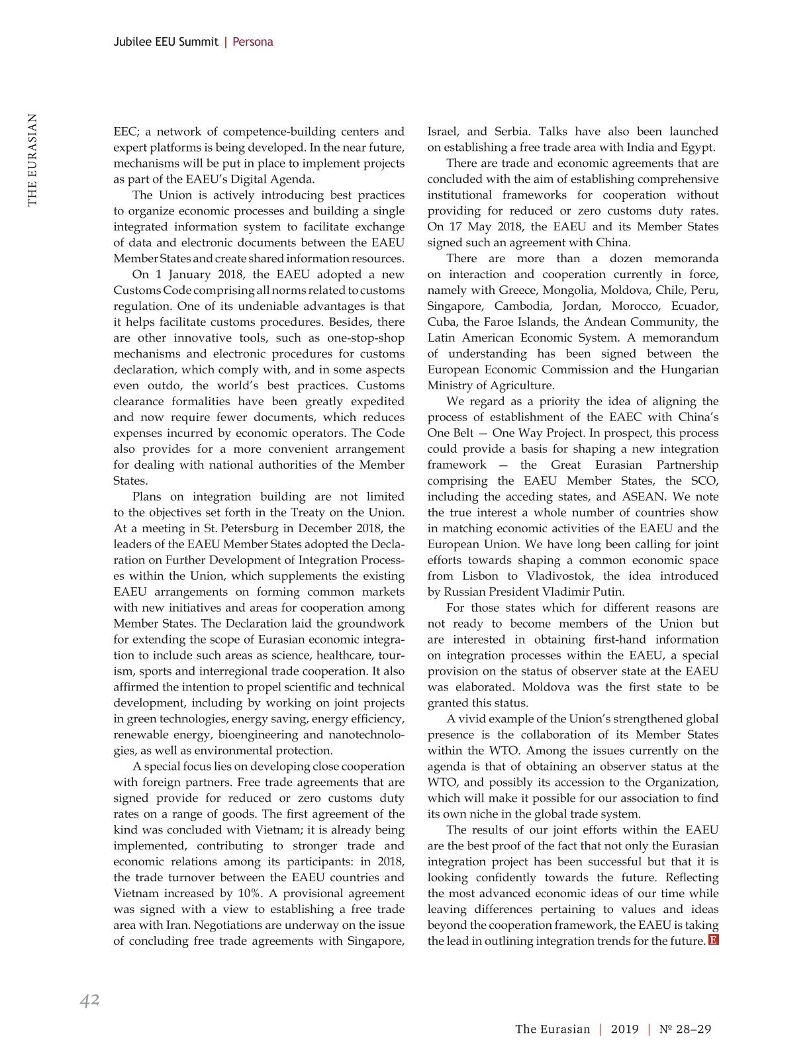 Jubilee EEU Summit | Persona
THE EURASIAN
EEC; a network of competence-building centers and
expert platforms is being developed. In the near future,
mechanisms will be put in place to implement projects
as part of the EAEU's Digital Agenda.
The Union is actively introducing best practices
to organize economic processes and building a single
integrated information system to facilitate exchange
of data and electronic documents between the EAEU
Member States and create shared information resources.
On 1 January 2018, the EAEU adopted a new
Customs Code comprising all norms related to customs
regulation. One of its undeniable advantages is that
it helps facilitate customs procedures. Besides, there
are other innovative tools, such as one-stop-shop
mechanisms and electronic procedures for customs
declaration, which comply with, and in some aspects
even outdo, the world's best practices. Customs
clearance formalities have been greatly expedited
and now require fewer documents, which reduces
expenses incurred by economic operators. The Code
also provides for a more convenient arrangement
for dealing with national authorities of the Member
States.
Plans on integration building are not limited
to the objectives set forth in the Treaty on the Union.
At a meeting in St. Petersburg in December 2018, the
leaders of the EAEU Member States adopted the Decla-
ration on Further Development of Integration Process-
es within the Union, which supplements the existing
EAEU arrangements on forming common markets
with new initiatives and areas for cooperation among
Member States. The Declaration laid the groundwork
for extending the scope of Eurasian economic integra-
tion to include such areas as science, healthcare, tour-
ism, sports and interregional trade cooperation. It also
affirmed the intention to propel scientific and technical
development, including by working on joint projects
in green technologies, energy saving, energy efficiency,
renewable energy, bioengineering and nanotechnolo-
gies, as well as environmental protection.
A special focus lies on developing close cooperation
with foreign partners. Free trade agreements that are
signed provide for reduced or zero customs duty
rates on a range of goods. The first agreement of the
kind was concluded with Vietnam; it is already being
implemented, contributing to stronger trade and
economic relations among its participants: in 2018,
the trade turnover between the EAEU countries and
Vietnam increased by 10%. A provisional agreement
was signed with a view to establishing a free trade
area with Iran. Negotiations are underway on the issue
of concluding free trade agreements with Singapore,
Israel, and Serbia. Talks have also been launched
on establishing a free trade area with India and Egypt.
There are trade and economic agreements that are
concluded with the aim of establishing comprehensive
institutional frameworks for cooperation without
providing for reduced or zero customs duty rates.
On 17 May 2018, the EAEU and its Member States
signed such an agreement with China.
There are more than a dozen memoranda
on interaction and cooperation currently in force,
namely with Greece, Mongolia, Moldova, Chile, Peru,
Singapore, Cambodia, Jordan, Morocco, Ecuador,
Cuba, the Faroe Islands, the Andean Community, the
Latin American Economic System. A memorandum
of understanding has been signed between the
European Economic Commission and the Hungarian
Ministry of Agriculture.
We regard as a priority the idea of aligning the
process of establishment of the EAEC with China's
One Belt — One Way Project. In prospect, this process
could provide a basis for shaping a new integration
framework — the Great Eurasian Partnership
comprising the EAEU Member States, the SCO,
including the acceding states, and ASEAN. We note
the true interest a whole number of countries show
in matching economic activities of the EAEU and the
European Union. We have long been calling for joint
efforts towards shaping a common economic space
from Lisbon to Vladivostok, the idea introduced
by Russian President Vladimir Putin.
For those states which for different reasons are
not ready to become members of the Union but
are interested in obtaining first-hand information
on integration processes within the EAEU, a special
provision on the status of observer state at the EAEU
was elaborated. Moldova was the first state to be
granted this status.
A vivid example of the Union's strengthened global
presence is the collaboration of its Member States
within the WTO. Among the issues currently on the
agenda is that of obtaining an observer status at the
WTO, and possibly its accession to the Organization,
which will make it possible for our association to find
its own niche in the global trade system.
The results of our joint efforts within the EAEU
are the best proof of the fact that not only the Eurasian
integration project has been successful but that it is
looking confidently towards the future. Reflecting
the most advanced economic ideas of our time while
leaving differences pertaining to values and ideas
beyond the cooperation framework, the EAEU is taking
the lead in outlining integration trends for the future. E
42
The Eurasian | 2019 | № 28–29